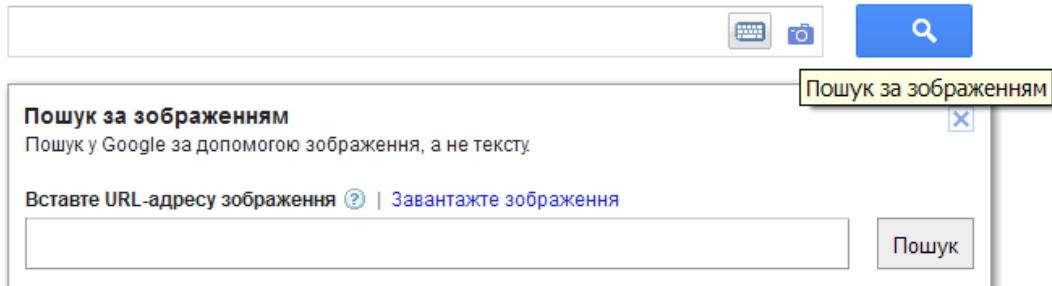 Пошук за зображенням
Пошук за зображенням
Пошук у Google за допомогою зображення, а не тексту.
Вставте URL-адресу зображення ? | Завантажте зображення
Пошук